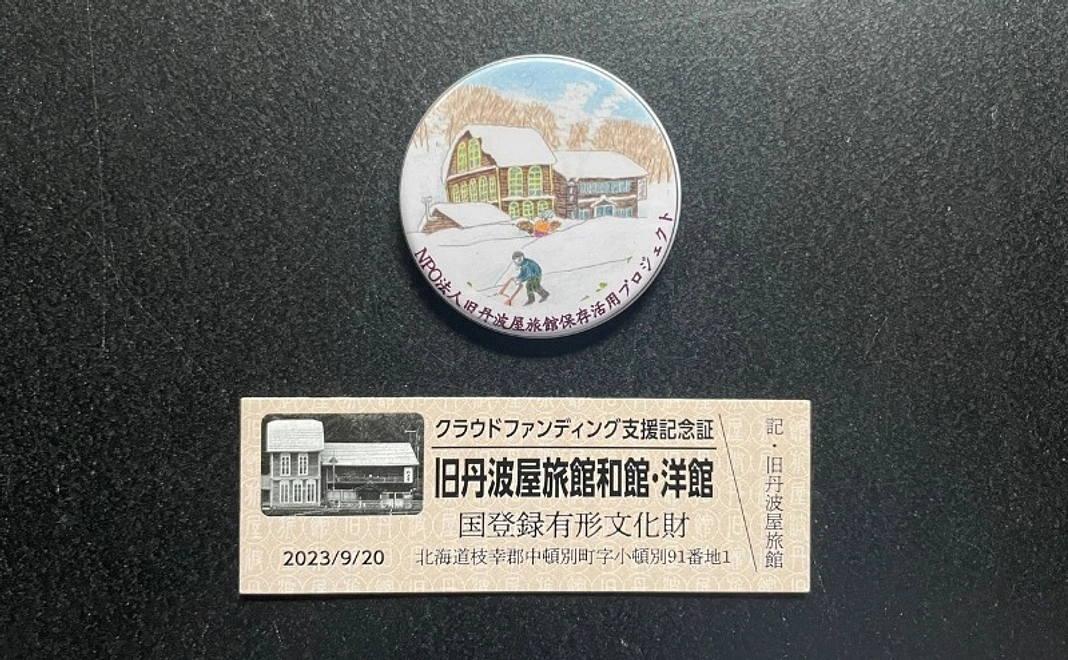 NPO法人旧丹波屋旅館保存活用プロジェクト
クラウドファンディング支援記念証
旧丹波屋旅館和館・洋館
国登録有形文化財
2023/9/20
北海道枝幸郡中頓別町字小頓別91番地1
記・旧丹波屋旅館